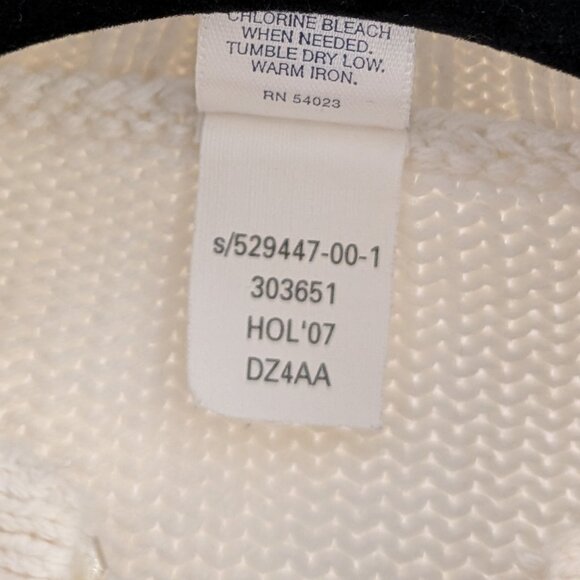 CHLORINE BLEACH
WHEN NEEDED.
TUMBLE DRY LOW.
WARM IRON.
RN 54023
s/529447-00-1
303651
HOL'07
DZ4AA